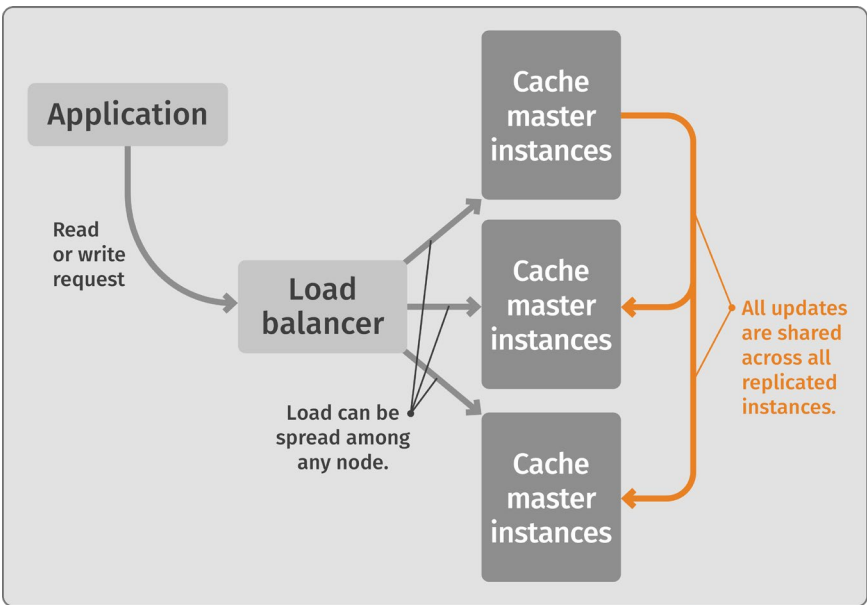 Application
Read
or write
request
Load
balancer
Load can be
spread among
any node.
Cache
master
instances
Cache
master
instances
Cache
master
instances
All updates
are shared
across all
replicated
instances.